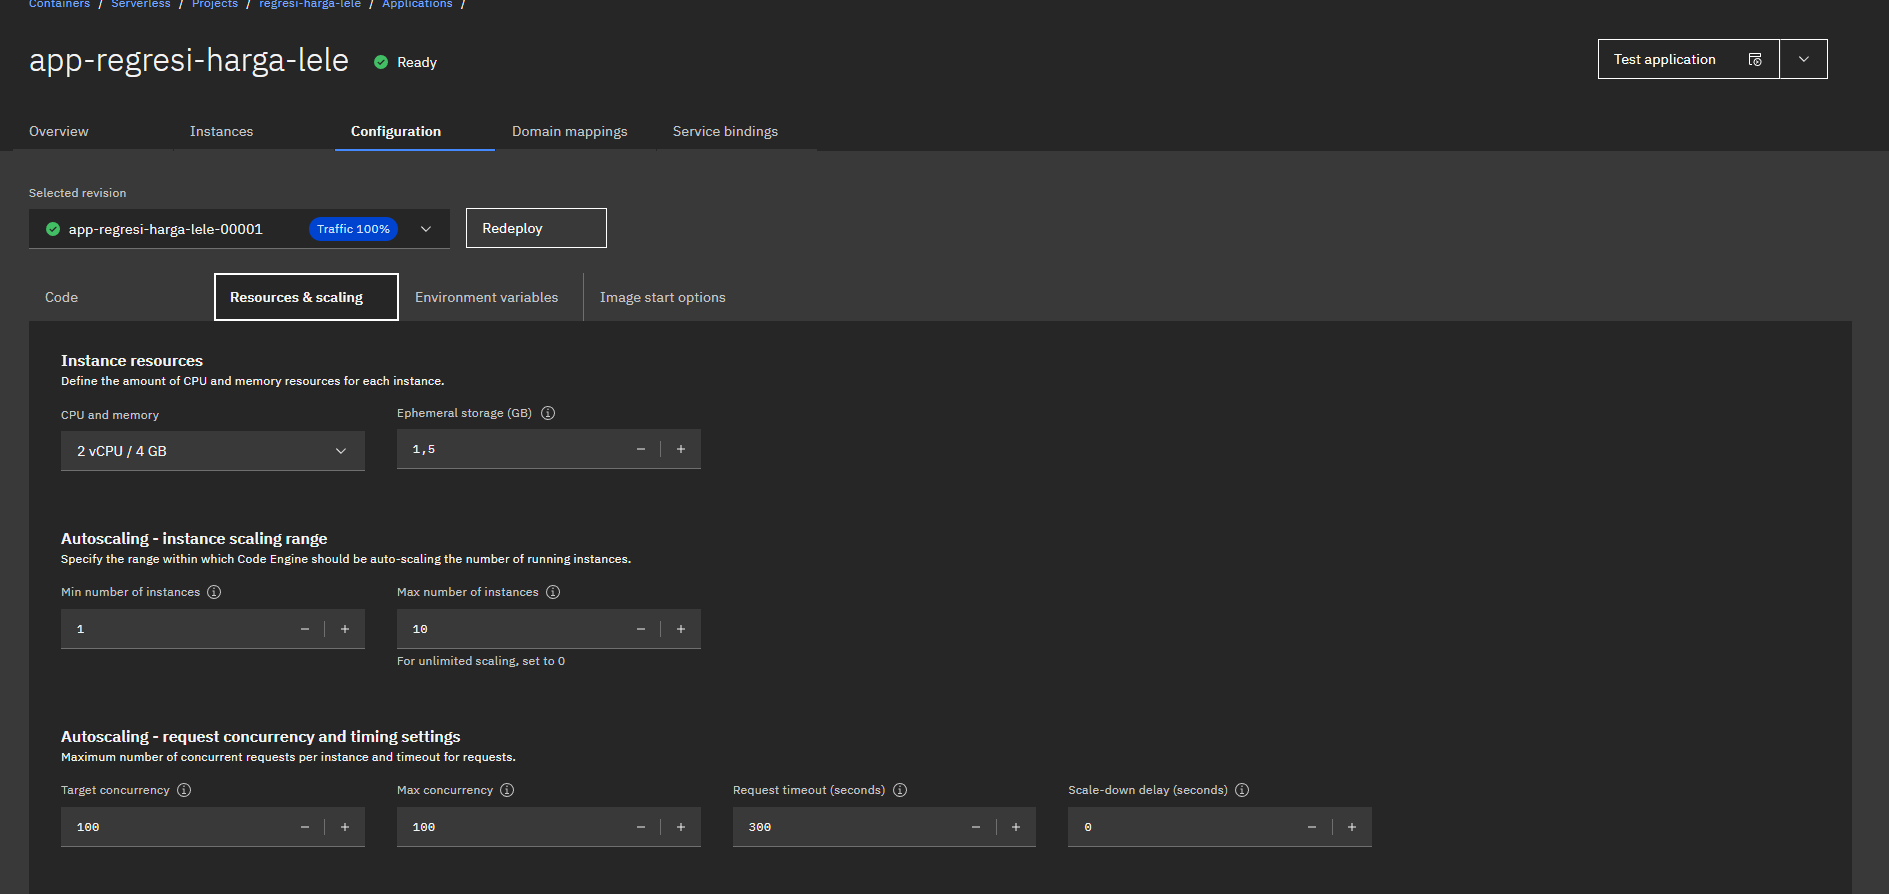 Containers / Serverless / Projects / regresi-harga-lele / Applications /
app-regresi-harga-lele Ready
Test application
Overview Instances Configuration Domain mappings Service bindings
Selected revision
app-regresi-harga-lele-00001 Traffic 100% Redeploy
Code Resources & scaling Environment variables Image start options
Instance resources
Define the amount of CPU and memory resources for each instance.
CPU and memory Ephemeral storage (GB)
2 vCPU / 4 GB 1,5 − +
Autoscaling - instance scaling range
Specify the range within which Code Engine should be auto-scaling the number of running instances.
Min number of instances Max number of instances
1 − + 10 − +
For unlimited scaling, set to 0
Autoscaling - request concurrency and timing settings
Maximum number of concurrent requests per instance and timeout for requests.
Target concurrency Max concurrency Request timeout (seconds) Scale-down delay (seconds)
100 − + 100 − + 300 − + 0 − +